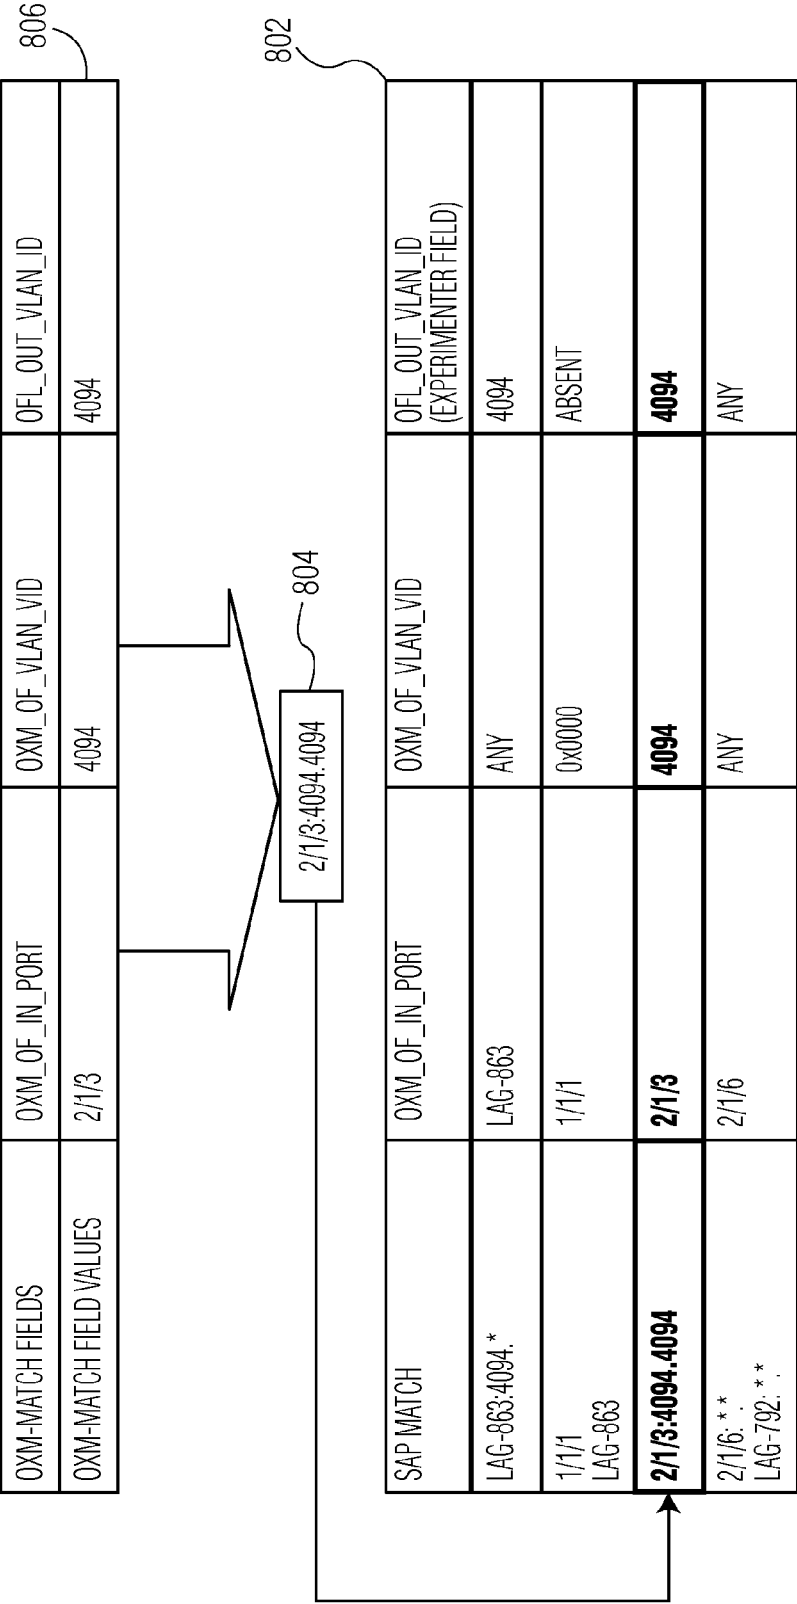 806
OXM-MATCH FIELDS OXM_OF_IN_PORT OXM_OF_VLAN_VID OFL_OUT_VLAN_ID
OXM-MATCH FIELD VALUES 2/1/3 4094 4094
804
2/1/3:4094.4094
802
SAP MATCH OXM_OF_IN_PORT OXM_OF_VLAN_VID OFL_OUT_VLAN_ID
(EXPERIMENTER FIELD)
LAG-863:4094.* LAG-863 ANY 4094
1/1/1 1/1/1 0x0000 ABSENT
LAG-863
2/1/3:4094.4094 2/1/3 4094 4094
2/1/6: *.* 2/1/6 ANY ANY
LAG-792: *.*